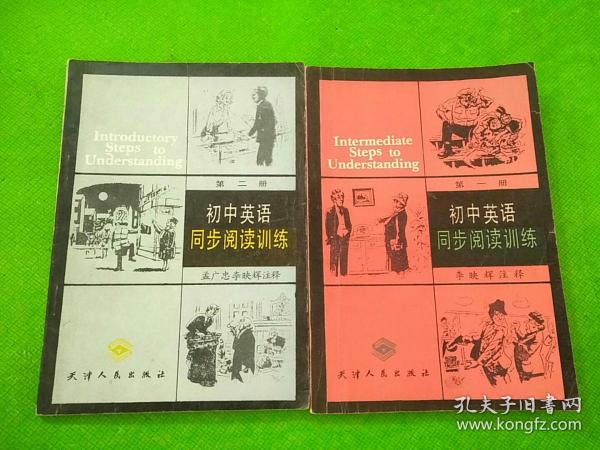 Introductory
Steps to
Understanding
第二册
初中英语
同步阅读训练
孟广忠李映辉注释
天津人民出版社
Intermediate
Steps to
Understanding
第一册
初中英语
同步阅读训练
李映辉注释
天津人民出版社
孔夫子旧书网
www.kongfz.com